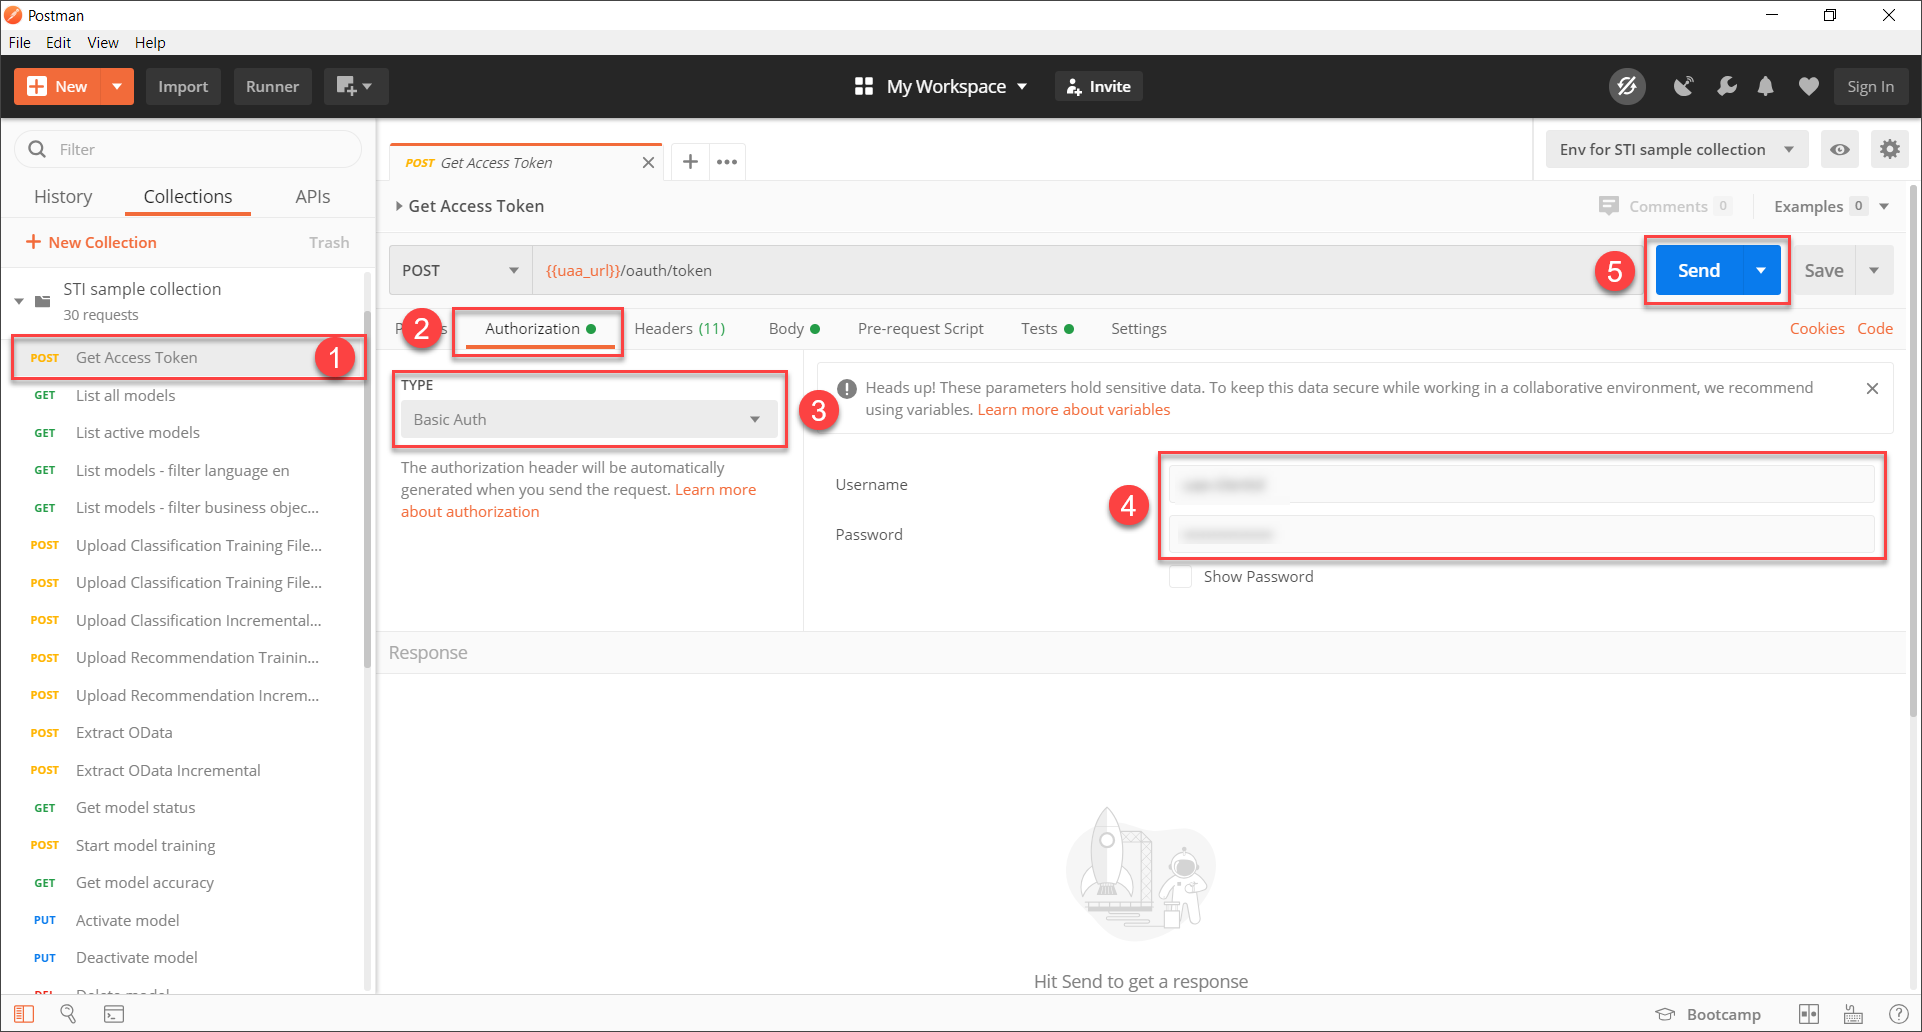 Postman
File Edit View Help
New Import Runner My Workspace Invite Sign In
Filter
History Collections APIs
+ New Collection Trash
STI sample collection
30 requests
POST Get Access Token 1
GET List all models
GET List active models
GET List models - filter language en
GET List models - filter business objec...
POST Upload Classification Training File...
POST Upload Classification Training File...
POST Upload Classification Incremental...
POST Upload Recommendation Trainin...
POST Upload Recommendation Increm...
POST Extract OData
POST Extract OData Incremental
GET Get model status
POST Start model training
GET Get model accuracy
PUT Activate model
PUT Deactivate model
POST Get Access Token
Env for STI sample collection
Get Access Token
Comments 0 Examples 0
POST {{uaa_url}}/oauth/token 5 Send Save
2 Authorization Headers (11) Body Pre-request Script Tests Settings Cookies Code
TYPE
Basic Auth
3
The authorization header will be automatically
generated when you send the request. Learn more
about authorization
Heads up! These parameters hold sensitive data. To keep this data secure while working in a collaborative environment, we recommend
using variables. Learn more about variables
Username
4
Password
Show Password
Response
Hit Send to get a response
Bootcamp